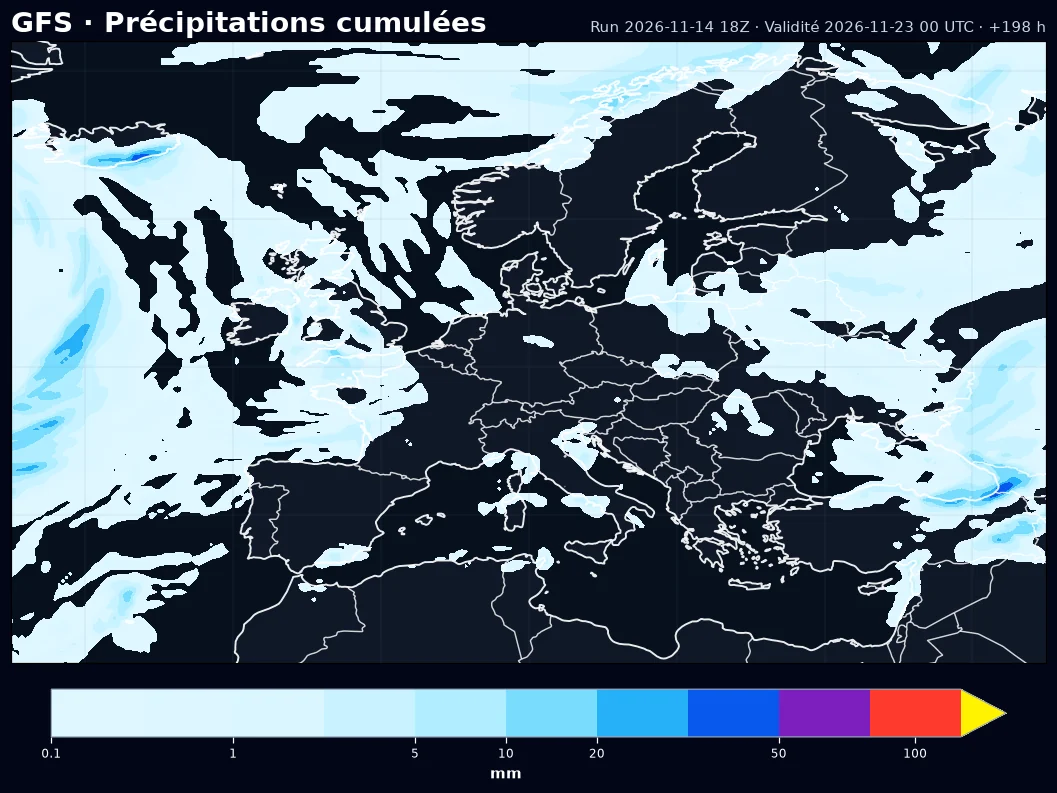 GFS · Précipitations cumulées
Run 2026-11-14 18Z · Validité 2026-11-23 00 UTC · +198 h
0.1 1 5 10 20 50 100
mm